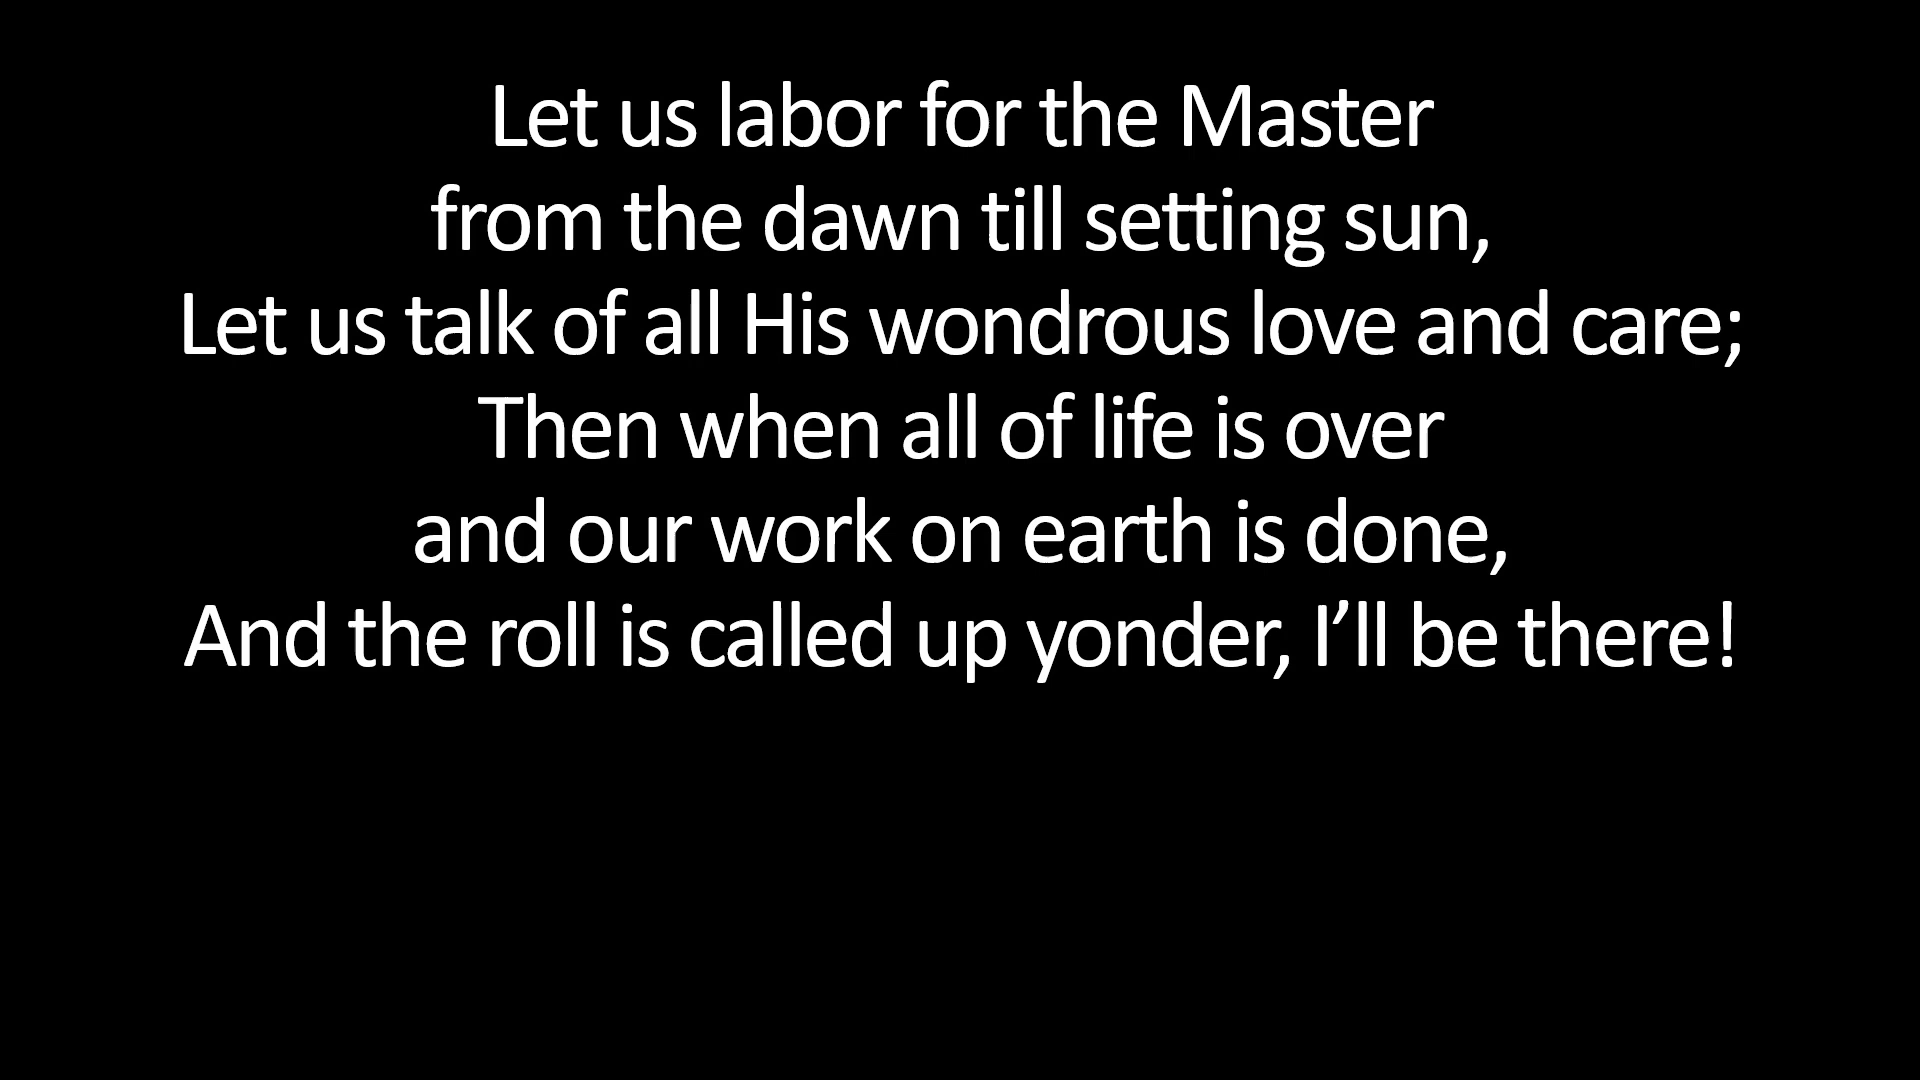 Let us labor for the Master
from the dawn till setting sun,
Let us talk of all His wondrous love and care;
Then when all of life is over
and our work on earth is done,
And the roll is called up yonder, I’ll be there!